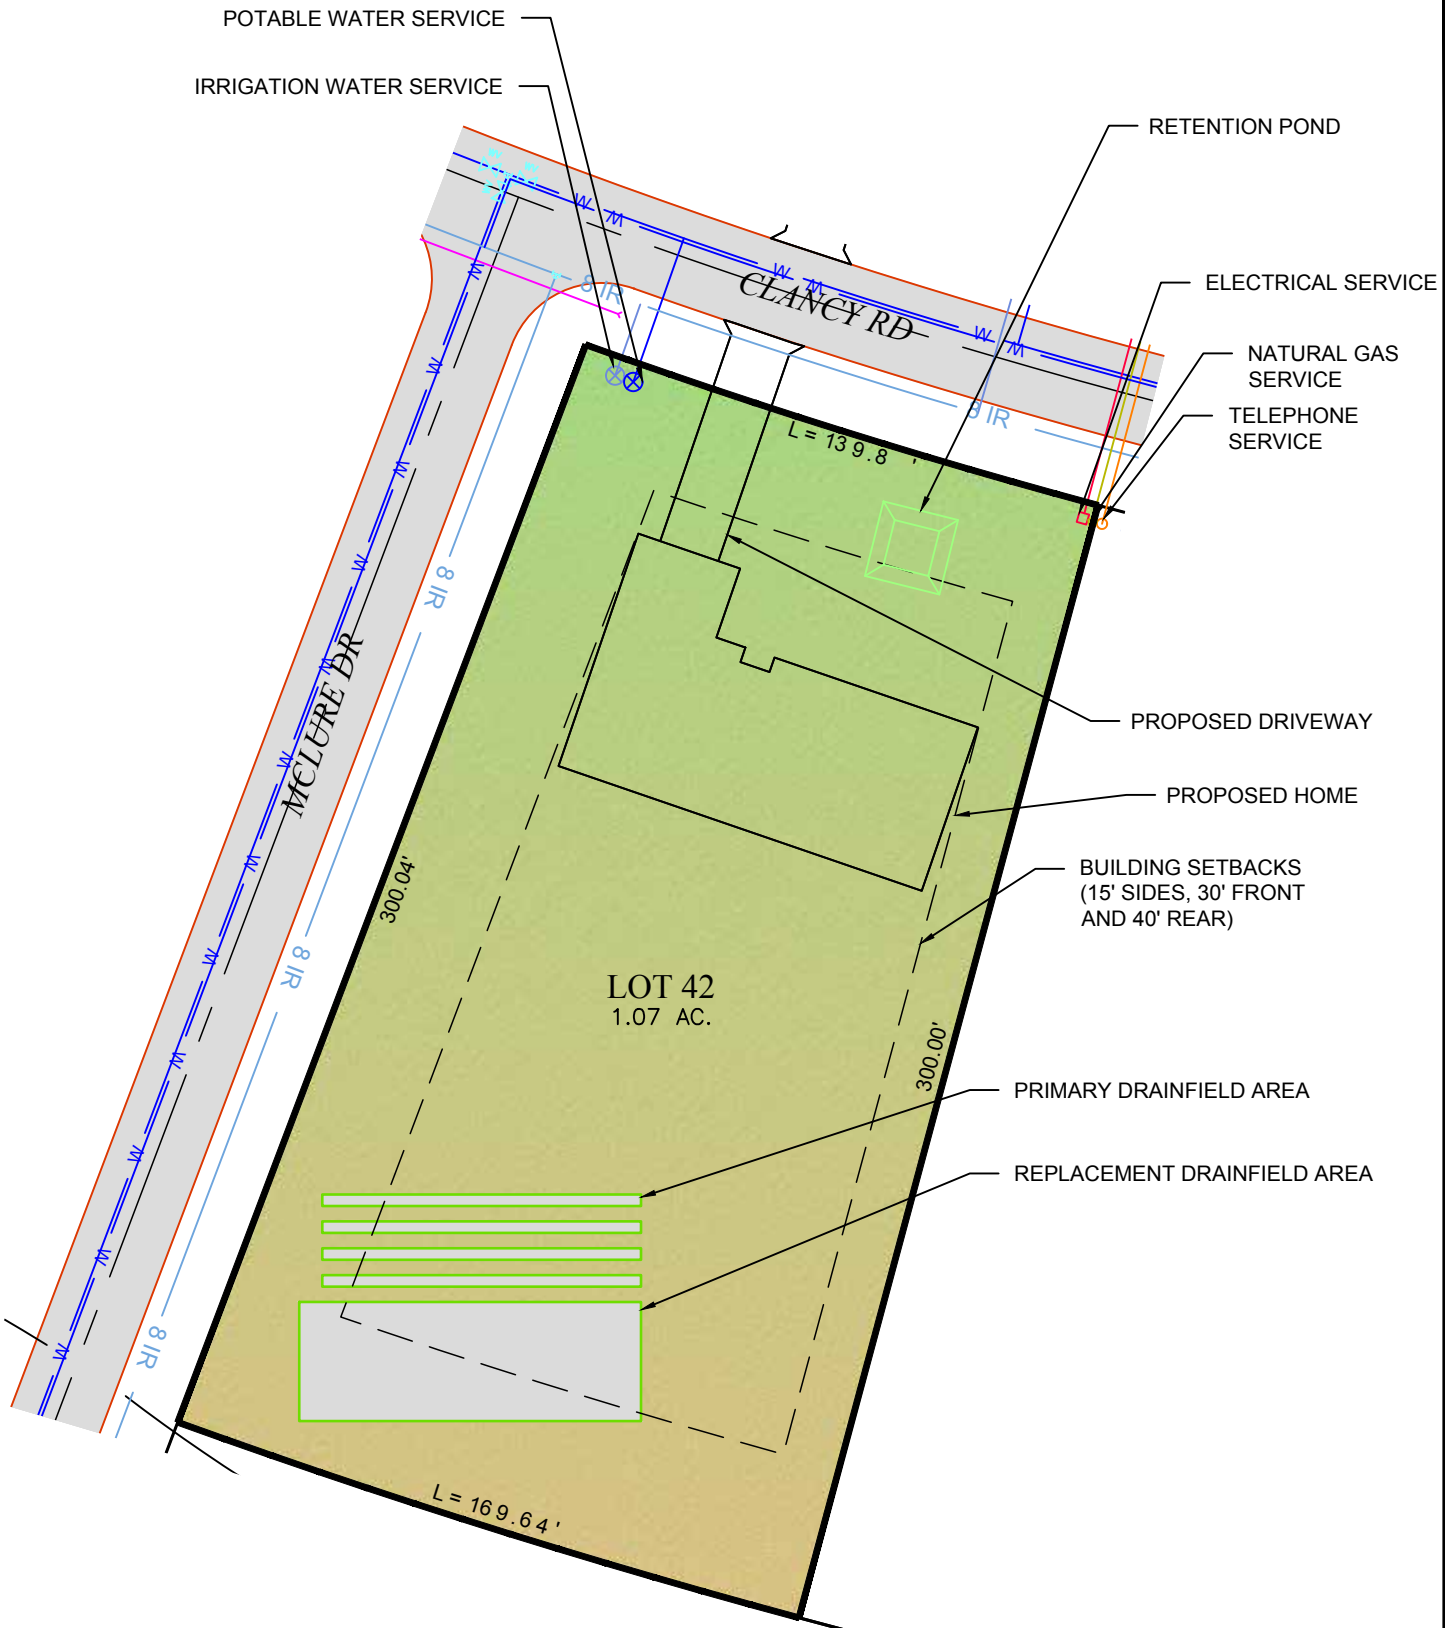 POTABLE WATER SERVICE
IRRIGATION WATER SERVICE
RETENTION POND
W
W
8 IR
W
W
CLANCY RD
ELECTRICAL SERVICE
W
W
NATURAL GAS
SERVICE
8 IR
TELEPHONE
SERVICE
L = 139.8 '
W
W
W
W
8 IR
W
MCLURE DR
W
W
W
PROPOSED DRIVEWAY
PROPOSED HOME
BUILDING SETBACKS
(15' SIDES, 30' FRONT
AND 40' REAR)
300.04'
8 IR
LOT 42
1.07 AC.
300.00'
W
W
W
W
PRIMARY DRAINFIELD AREA
REPLACEMENT DRAINFIELD AREA
8 IR
L = 169.64'